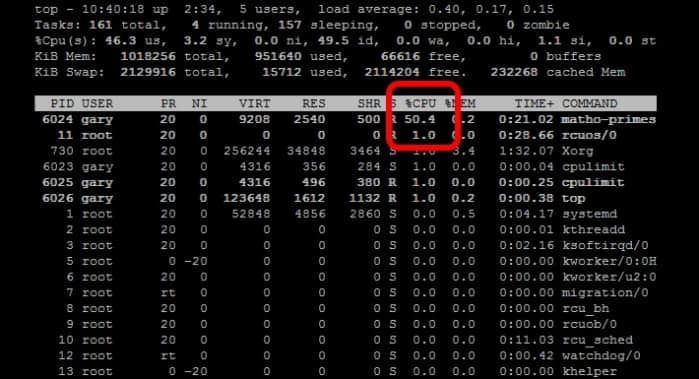 top - 10:40:18 up  2:34,  5 users,  load average: 0.40, 0.17, 0.15
Tasks: 161 total,   4 running, 157 sleeping,   0 stopped,   0 zombie
%Cpu(s): 46.3 us,  3.2 sy,  0.0 ni, 49.5 id,  0.0 wa,  0.0 hi,  1.1 si,  0.0 st
KiB Mem:   1018256 total,   951640 used,    66616 free,        0 buffers
KiB Swap:  2129916 total,    15712 used,  2114204 free.   232268 cached Mem
PID USER      PR  NI    VIRT    RES    SHR S %CPU %MEM     TIME+ COMMAND
6024 gary      20   0    9208   2540    500 R 50.4  0.2   0:21.02 matho-primes
11 root      20   0       0      0      0 R  1.0  0.0   0:28.66 rcuos/0
730 root      20   0  256244  34848   3464 S  1.0  3.4   1:32.07 Xorg
6023 gary      20   0    4316    356    284 S  1.0  0.0   0:00.04 cpulimit
6025 gary      20   0    4316    496    380 R  1.0  0.0   0:00.25 cpulimit
6026 gary      20   0  123648   1612   1132 R  1.0  0.2   0:00.38 top
1 root      20   0   52848   4856   2860 S  0.0  0.5   0:04.17 systemd
2 root      20   0       0      0      0 S  0.0  0.0   0:00.01 kthreadd
3 root      20   0       0      0      0 S  0.0  0.0   0:02.16 ksoftirqd/0
5 root       0 -20       0      0      0 S  0.0  0.0   0:00.00 kworker/0:0H
6 root      20   0       0      0      0 S  0.0  0.0   0:00.00 kworker/u2:0
7 root      rt   0       0      0      0 S  0.0  0.0   0:00.00 migration/0
8 root      20   0       0      0      0 S  0.0  0.0   0:00.00 rcu_bh
9 root      20   0       0      0      0 S  0.0  0.0   0:00.00 rcuob/0
10 root      20   0       0      0      0 S  0.0  0.0   0:11.03 rcu_sched
12 root      rt   0       0      0      0 S  0.0  0.0   0:00.42 watchdog/0
13 root       0 -20       0      0      0 S  0.0  0.0   0:00.00 khelper